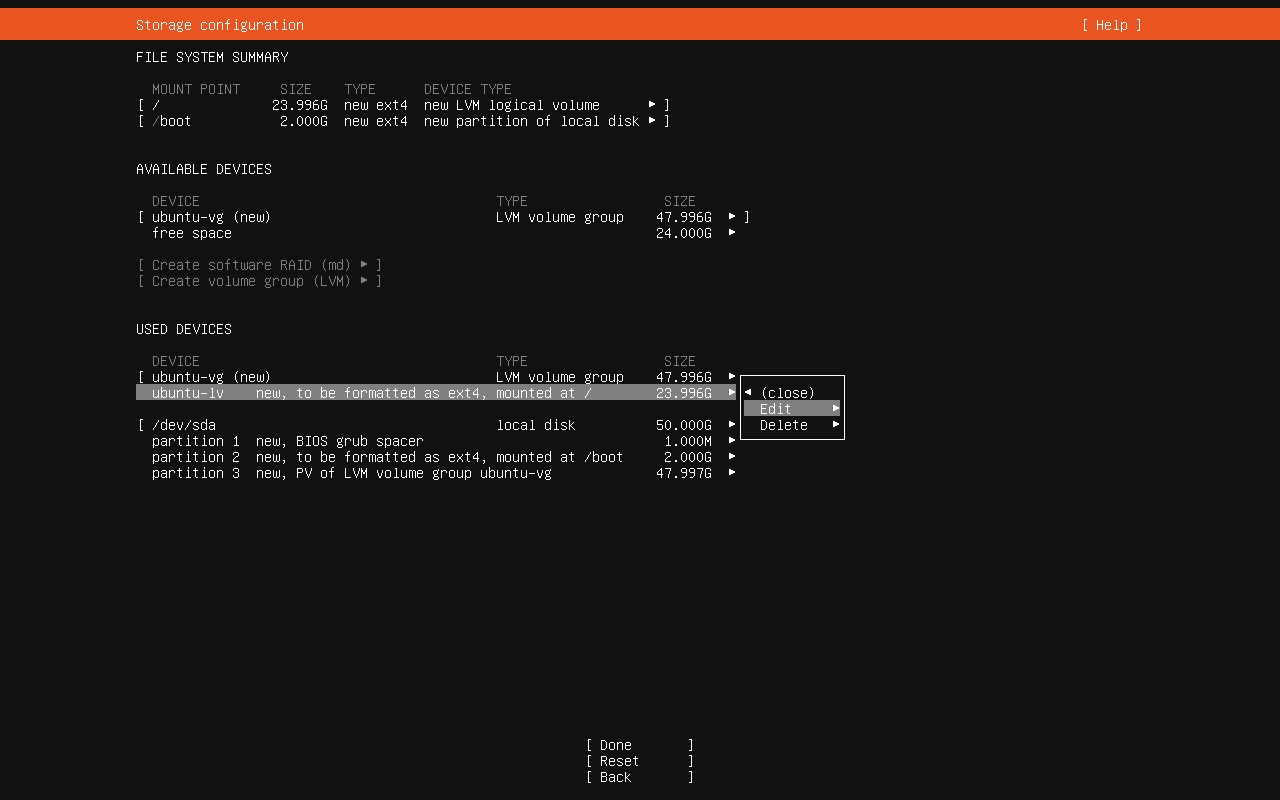 Storage configuration [ Help ]
FILE SYSTEM SUMMARY
MOUNT POINT SIZE TYPE DEVICE TYPE
[ / 23.996G new ext4 new LVM logical volume ▸ ]
[ /boot 2.000G new ext4 new partition of local disk ▸ ]
AVAILABLE DEVICES
DEVICE TYPE SIZE
[ ubuntu-vg (new) LVM volume group 47.996G ▸ ]
free space 24.000G ▸
[ Create software RAID (md) ▸ ]
[ Create volume group (LVM) ▸ ]
USED DEVICES
DEVICE TYPE SIZE
[ ubuntu-vg (new) LVM volume group 47.996G ▸
ubuntu-lv new, to be formatted as ext4, mounted at / 23.996G ▸ ◂ (close)
Edit ▸
[ /dev/sda local disk 50.000G ▸ Delete ▸
partition 1 new, BIOS grub spacer 1.000M ▸
partition 2 new, to be formatted as ext4, mounted at /boot 2.000G ▸
partition 3 new, PV of LVM volume group ubuntu-vg 47.997G ▸
[ Done ]
[ Reset ]
[ Back ]